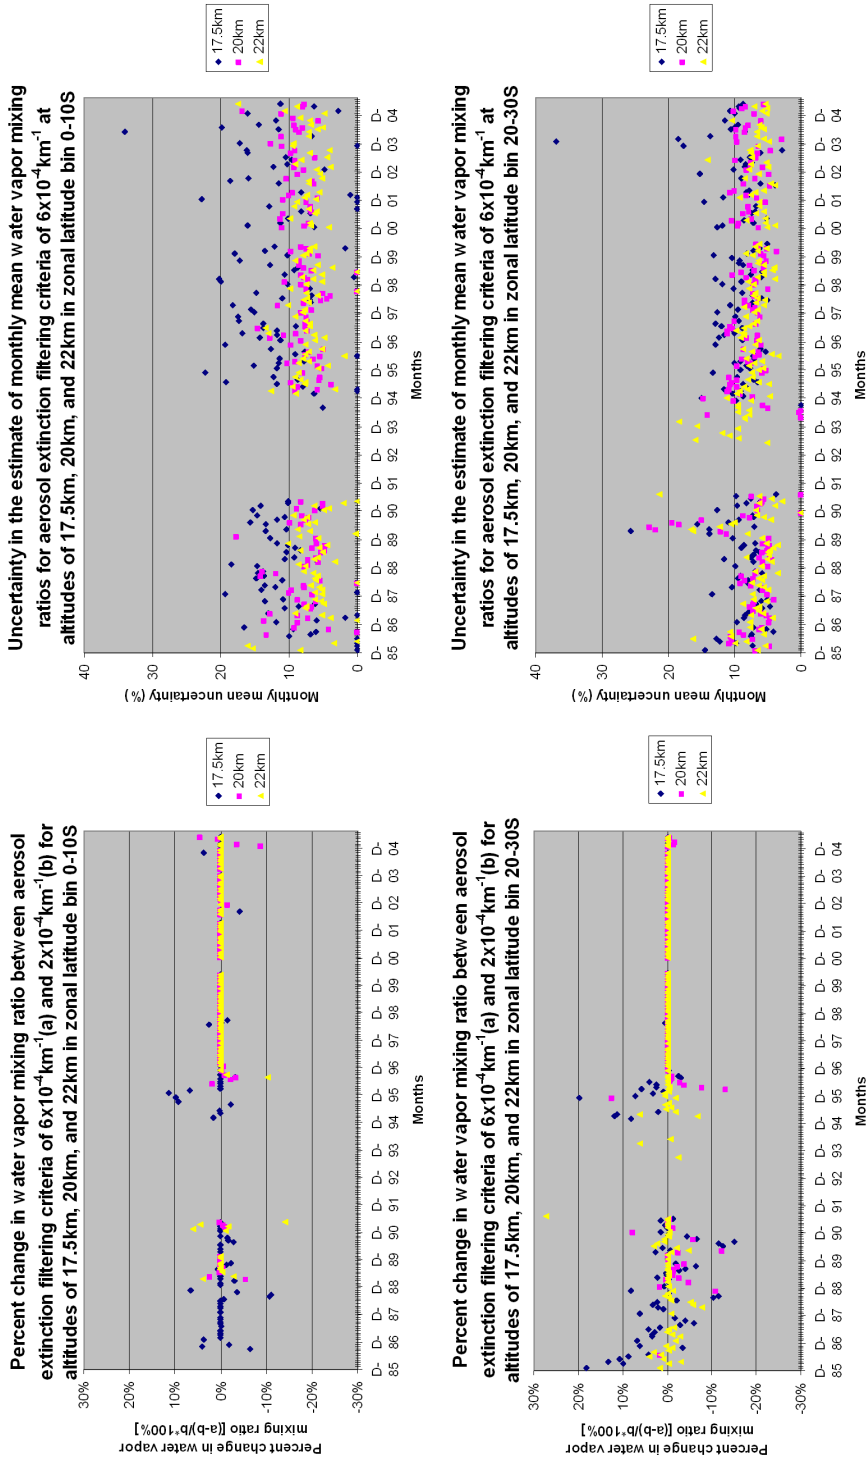 Percent change in water vapor mixing ratio between aerosol
extinction filtering criteria of 6x10⁻⁴km⁻¹(a) and 2x10⁻⁴km⁻¹(b) for
altitudes of 17.5km, 20km, and 22km in zonal latitude bin 0-10S
Percent change in water vapor
mixing ratio [(a-b)/b*100%]
30%
20%
10%
0%
-10%
-20%
-30%
D- D- D- D- D- D- D- D- D- D- D- D- D- D- D- D- D- D- D- D-
85 86 87 88 89 90 91 92 93 94 95 96 97 98 99 00 01 02 03 04
Months
17.5km
20km
22km
Uncertainty in the estimate of monthly mean water vapor mixing
ratios for aerosol extinction filtering criteria of 6x10⁻⁴km⁻¹ at
altitudes of 17.5km, 20km, and 22km in zonal latitude bin 0-10S
Monthly mean uncertainty (%)
40
30
20
10
0
D- D- D- D- D- D- D- D- D- D- D- D- D- D- D- D- D- D- D- D-
85 86 87 88 89 90 91 92 93 94 95 96 97 98 99 00 01 02 03 04
Months
17.5km
20km
22km
Percent change in water vapor mixing ratio between aerosol
extinction filtering criteria of 6x10⁻⁴km⁻¹(a) and 2x10⁻⁴km⁻¹(b) for
altitudes of 17.5km, 20km, and 22km in zonal latitude bin 20-30S
Percent change in water vapor
mixing ratio [(a-b)/b*100%]
30%
20%
10%
0%
-10%
-20%
-30%
D- D- D- D- D- D- D- D- D- D- D- D- D- D- D- D- D- D- D- D-
85 86 87 88 89 90 91 92 93 94 95 96 97 98 99 00 01 02 03 04
Months
17.5km
20km
22km
Uncertainty in the estimate of monthly mean water vapor mixing
ratios for aerosol extinction filtering criteria of 6x10⁻⁴km⁻¹ at
altitudes of 17.5km, 20km, and 22km in zonal latitude bin 20-30S
Monthly mean uncertainty (%)
40
30
20
10
0
D- D- D- D- D- D- D- D- D- D- D- D- D- D- D- D- D- D- D- D-
85 86 87 88 89 90 91 92 93 94 95 96 97 98 99 00 01 02 03 04
Months
17.5km
20km
22km